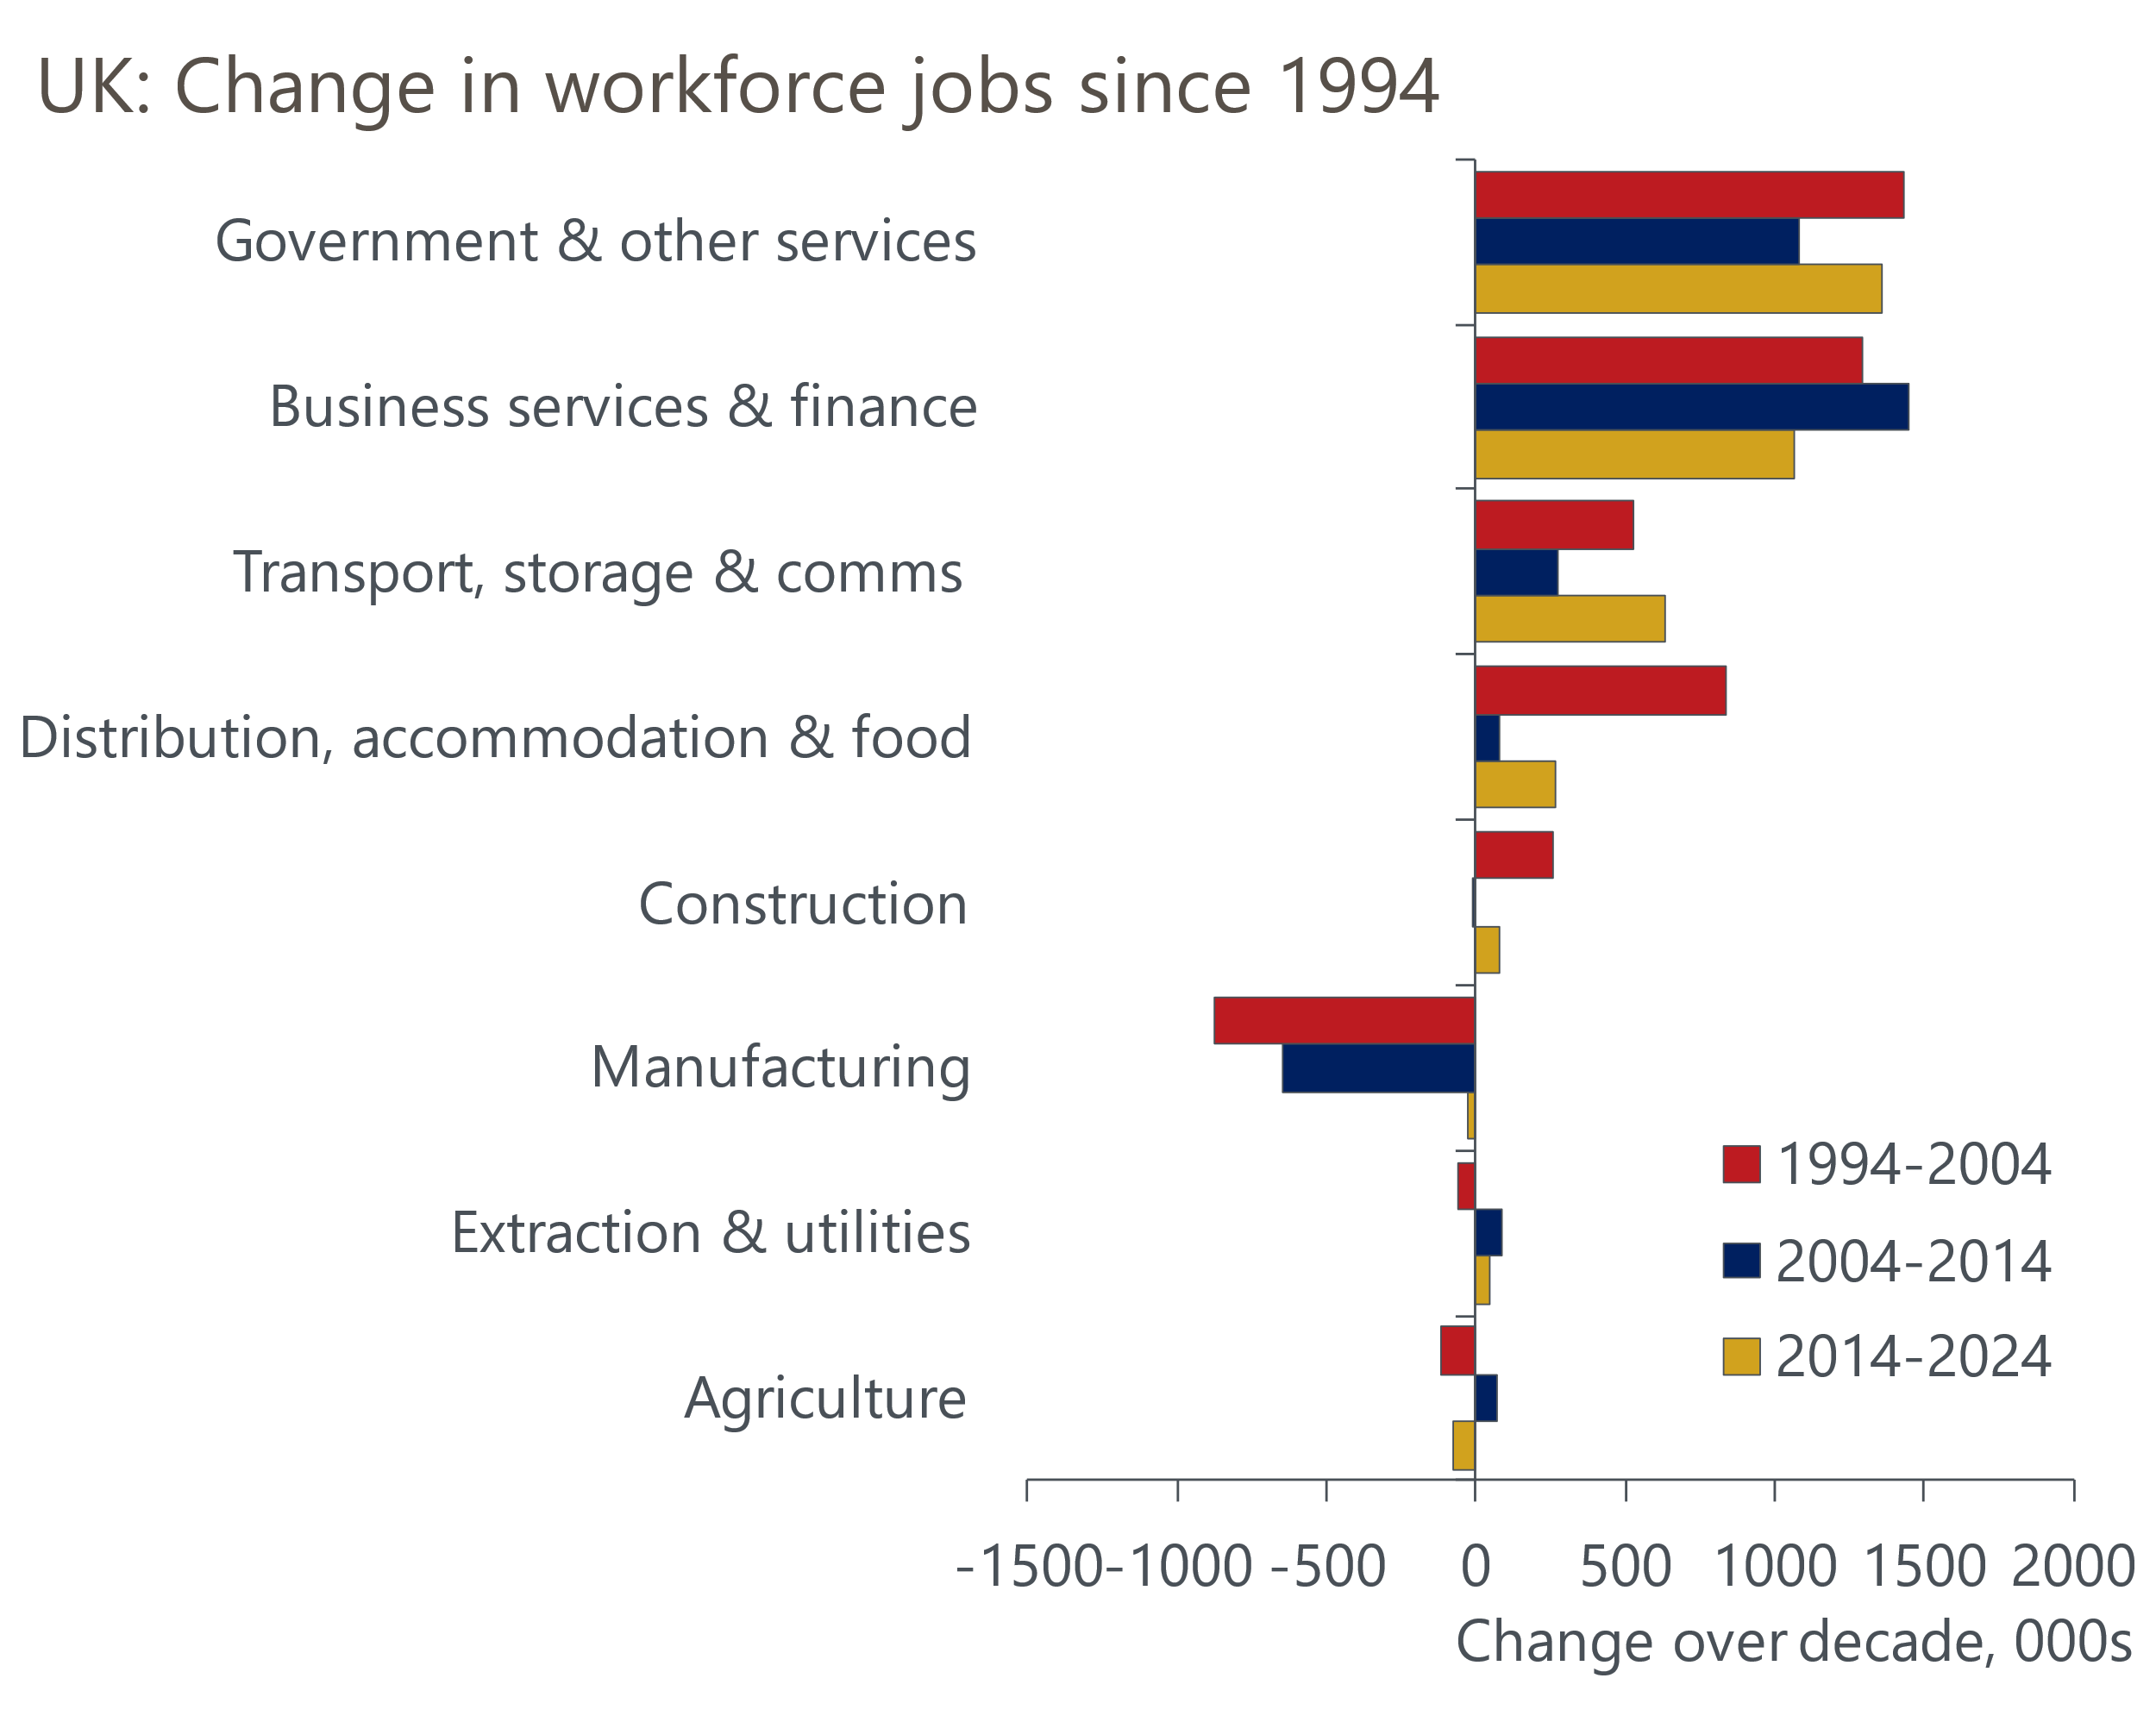 UK: Change in workforce jobs since 1994
Government & other services
Business services & finance
Transport, storage & comms
Distribution, accommodation & food
Construction
Manufacturing
Extraction & utilities
Agriculture
1994-2004
2004-2014
2014-2024
-1500 -1000 -500 0 500 1000 1500 2000
Change over decade, 000s